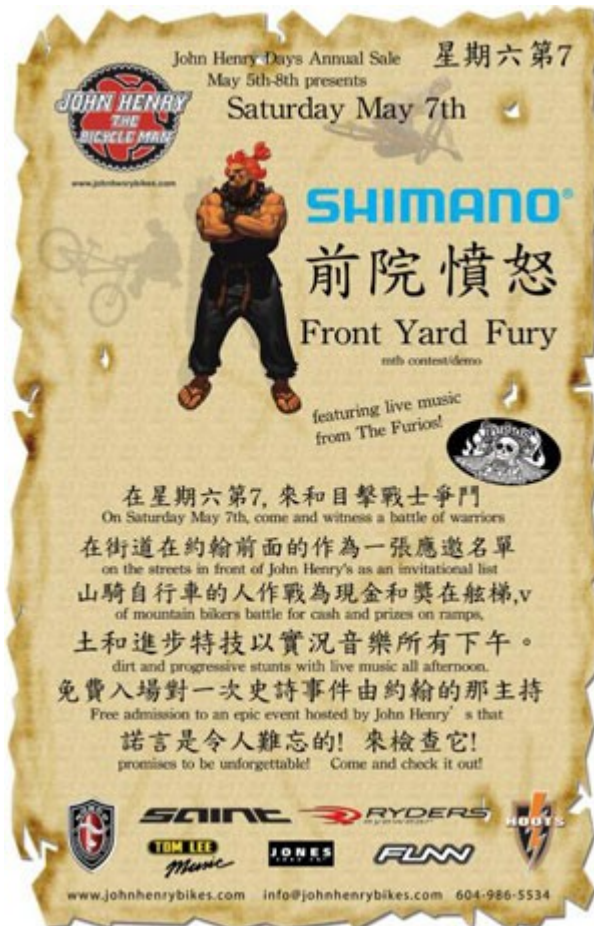 John Henry Days Annual Sale
星期六第7
May 5th-8th presents
Saturday May 7th
JOHN HENRY
THE
BICYCLE MAN
www.johnhenrybikes.com
SHIMANO®
前院憤怒
Front Yard Fury
mtb contest/demo
featuring live music
from The Furios!
在星期六第7, 來和目擊戰士爭鬥
On Saturday May 7th, come and witness a battle of warriors
在街道在約翰前面的作為一張應邀名單
on the streets in front of John Henry's as an invitational list
山騎自行車的人作戰為現金和獎在舷梯,v
of mountain bikers battle for cash and prizes on ramps,
土和進步特技以實況音樂所有下午。
dirt and progressive stunts with live music all afternoon.
免費入場對一次史詩事件由約翰的那主持
Free admission to an epic event hosted by John Henry's that
諾言是令人難忘的! 來檢查它!
promises to be unforgettable! Come and check it out!
SAINT
RYDERS
eyewear
HOOTS
TOM LEE
Music
JONES
FUNN
www.johnhenrybikes.com info@johnhenrybikes.com 604-986-5534